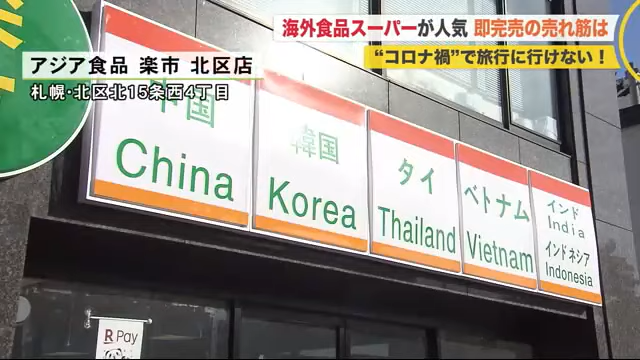 海外食品スーパーが人気 即完売の売れ筋は
“コロナ禍”で旅行に行けない！
アジア食品 楽市 北区店
札幌・北区北15条西4丁目
中国
China
韓国
Korea
タイ
Thailand
ベトナム
Vietnam
インド
India
インドネシア
Indonesia
R Pay